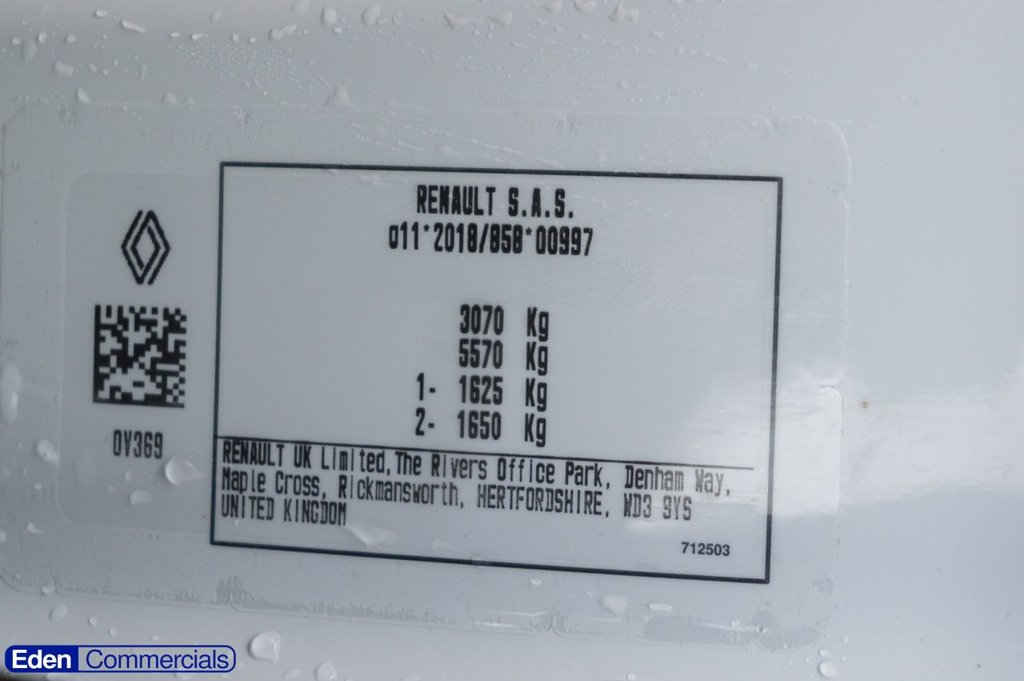 RENAULT S.A.S.
g11*2018/858*00997
3070 Kg
5570 Kg
1- 1625 Kg
2- 1650 Kg
0V369
RENAULT UK Limited,The Rivers Office Park, Denham Way,
Maple Cross, Rickmansworth, HERTFORDSHIRE, WD3 9YS
UNITED KINGDOM
712503
Eden Commercials